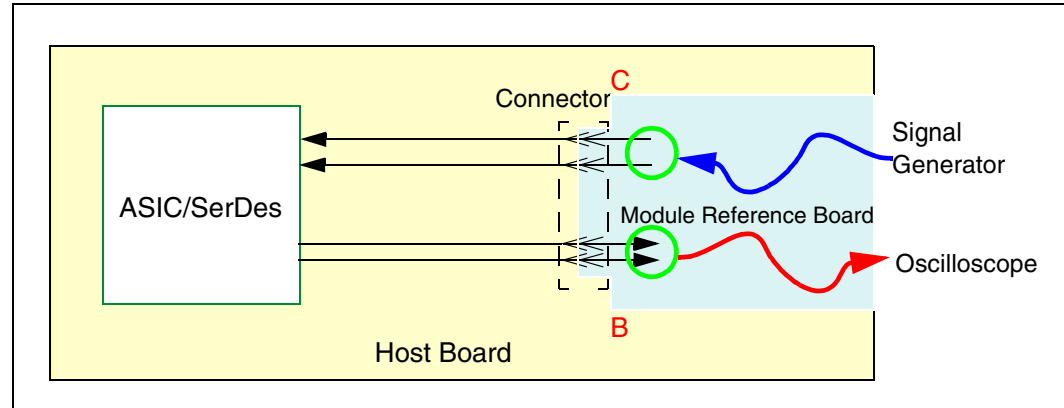 C
Connector
Signal
Generator
ASIC/SerDes
Module Reference Board
Oscilloscope
B
Host Board